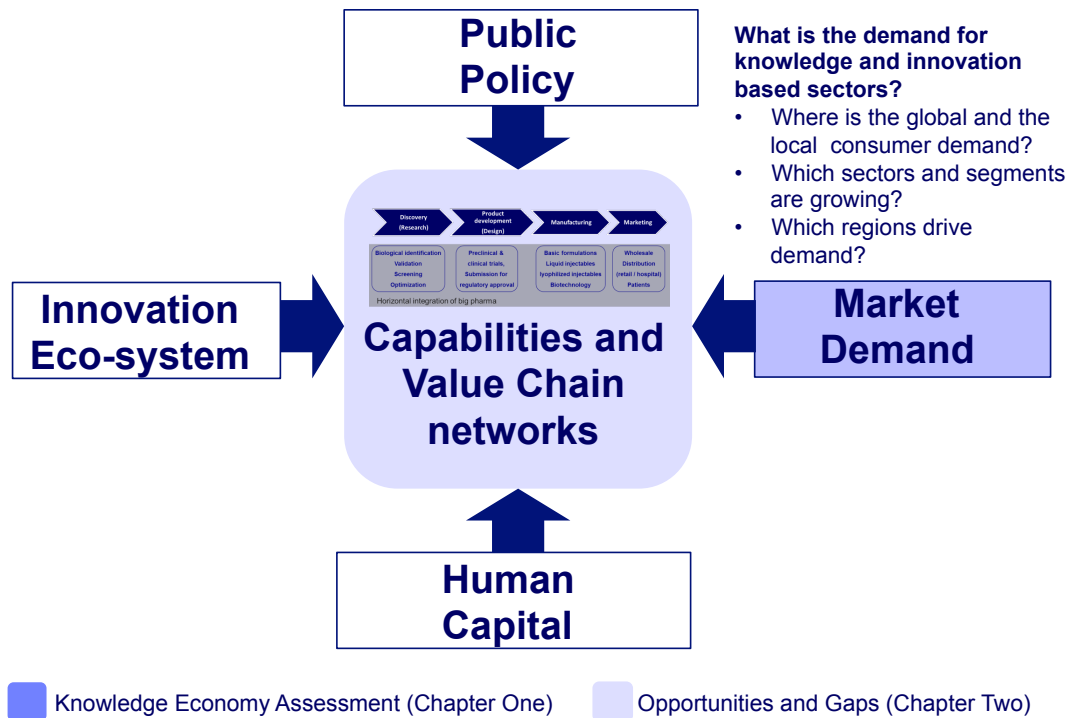 Public
Policy
What is the demand for
knowledge and innovation
based sectors?
• Where is the global and the
local consumer demand?
• Which sectors and segments
are growing?
• Which regions drive
demand?
Discovery
(Research)
Product
development
(Design)
Manufacturing
Marketing
Biological identification
Validation
Screening
Optimization
Preclinical &
clinical trials,
Submission for
regulatory approval
Basic formulations
Liquid injectables
lyophilized injectables
Biotechnology
Wholesale
Distribution
(retail / hospital)
Patients
Horizontal integration of big pharma
Innovation
Eco-system
Capabilities and
Value Chain
networks
Market
Demand
Human
Capital
Knowledge Economy Assessment (Chapter One)
Opportunities and Gaps (Chapter Two)